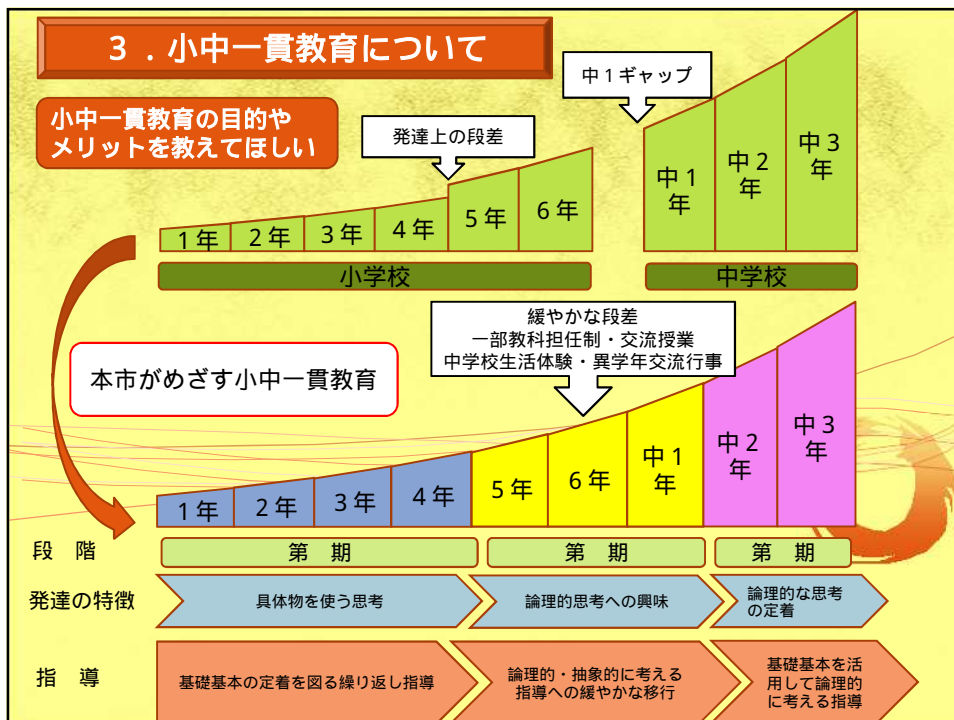 ３．小中一貫教育について
小中一貫教育の目的や
メリットを教えてほしい
発達上の段差
中１ギャップ
１年
２年
３年
４年
５年
６年
中１
年
中２
年
中３
年
小学校
中学校
緩やかな段差
一部教科担任制・交流授業
中学校生活体験・異学年交流行事
本市がめざす小中一貫教育
１年
２年
３年
４年
５年
６年
中１
年
中２
年
中３
年
段　階
第　期
第　期
第　期
発達の特徴
具体物を使う思考
論理的思考への興味
論理的な思考
の定着
指　導
基礎基本の定着を図る繰り返し指導
論理的・抽象的に考える
指導への緩やかな移行
基礎基本を活
用して論理的
に考える指導